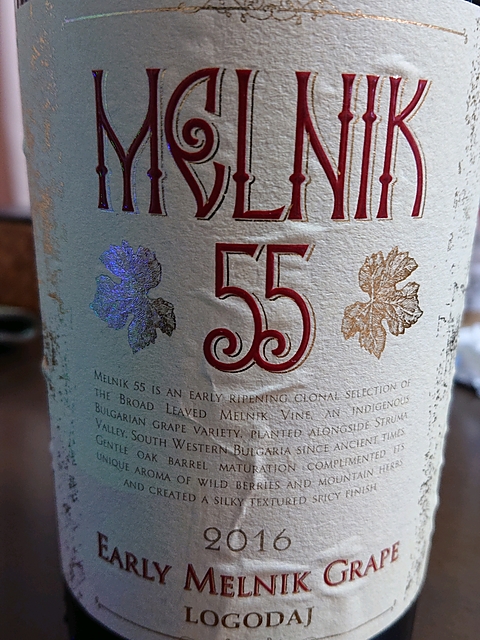 MELNIK
55
MELNIK 55 IS AN EARLY RIPENING CLONAL SELECTION OF
THE BROAD LEAVED MELNIK VINE, AN INDIGENOUS
BULGARIAN GRAPE VARIETY, PLANTED ALONGSIDE STRUMA
VALLEY, SOUTH WESTERN BULGARIA SINCE ANCIENT TIMES.
GENTLE OAK BARREL MATURATION COMPLIMENTED ITS
UNIQUE AROMA OF WILD BERRIES AND MOUNTAIN HERBS
AND CREATED A SILKY TEXTURED SPICY FINISH.
2016
EARLY MELNIK GRAPE
LOGODAJ